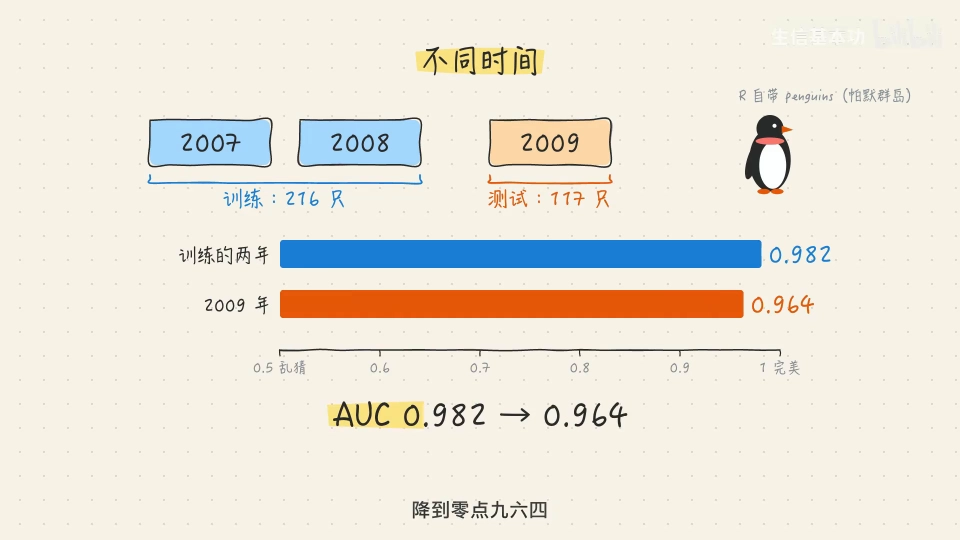 生信基本功 bilibili
不同时间
R 自带 penguins (帕默群岛)
2007 2008 2009
训练：216 只 测试：117 只
训练的两年 0.982
2009 年 0.964
0.5 乱猜 0.6 0.7 0.8 0.9 1 完美
AUC 0.982 → 0.964
降到零点九六四